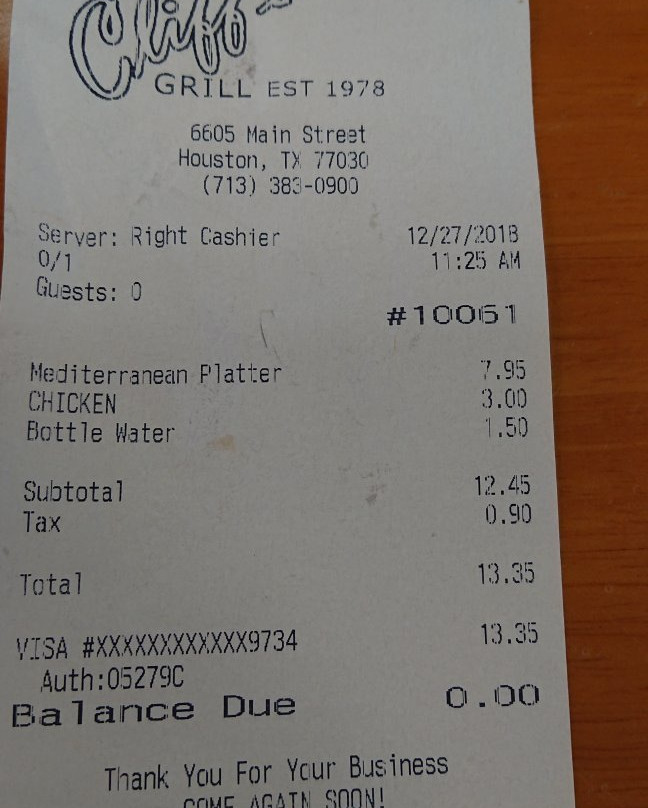 Cliff
GRILL EST 1978
6605 Main Street
Houston, TX 77030
(713) 383-0900
Server: Right Cashier 12/27/2018
0/1 11:25 AM
Guests: 0
#10061
Mediterranean Platter 7.95
CHICKEN 3.00
Bottle Water 1.50
Subtotal 12.45
Tax 0.90
Total 13.35
VISA #XXXXXXXXXXXX9734 13.35
Auth:05279C
Balance Due 0.00
Thank You For Your Business
COME AGAIN SOON!